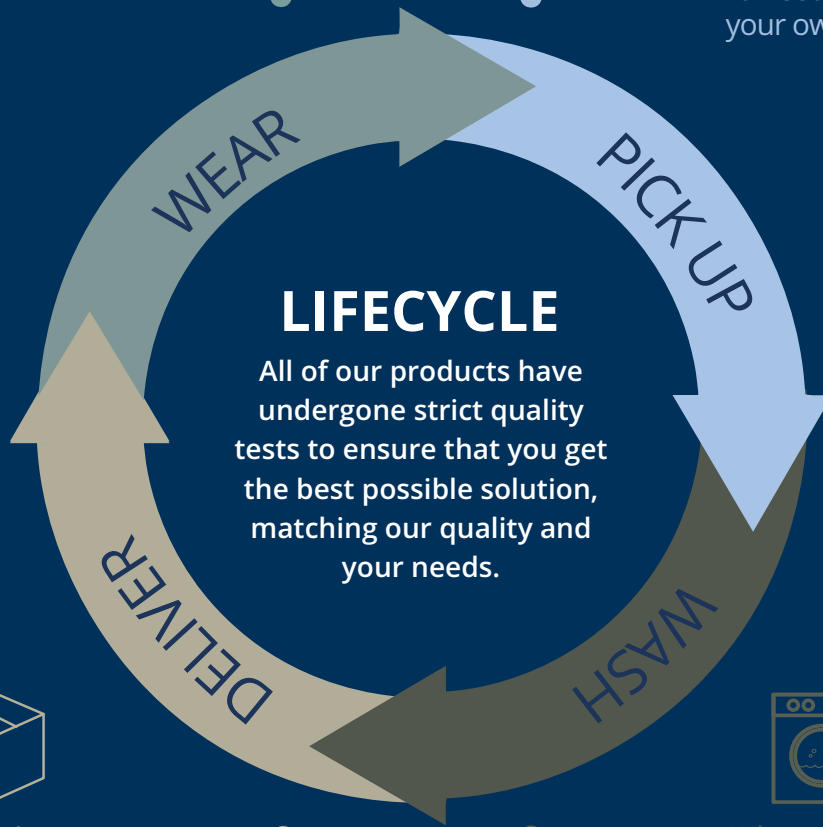 your ow
WEAR
PICK UP
LIFECYCLE
All of our products have
undergone strict quality
tests to ensure that you get
the best possible solution,
matching our quality and
your needs.
DELIVER
WASH